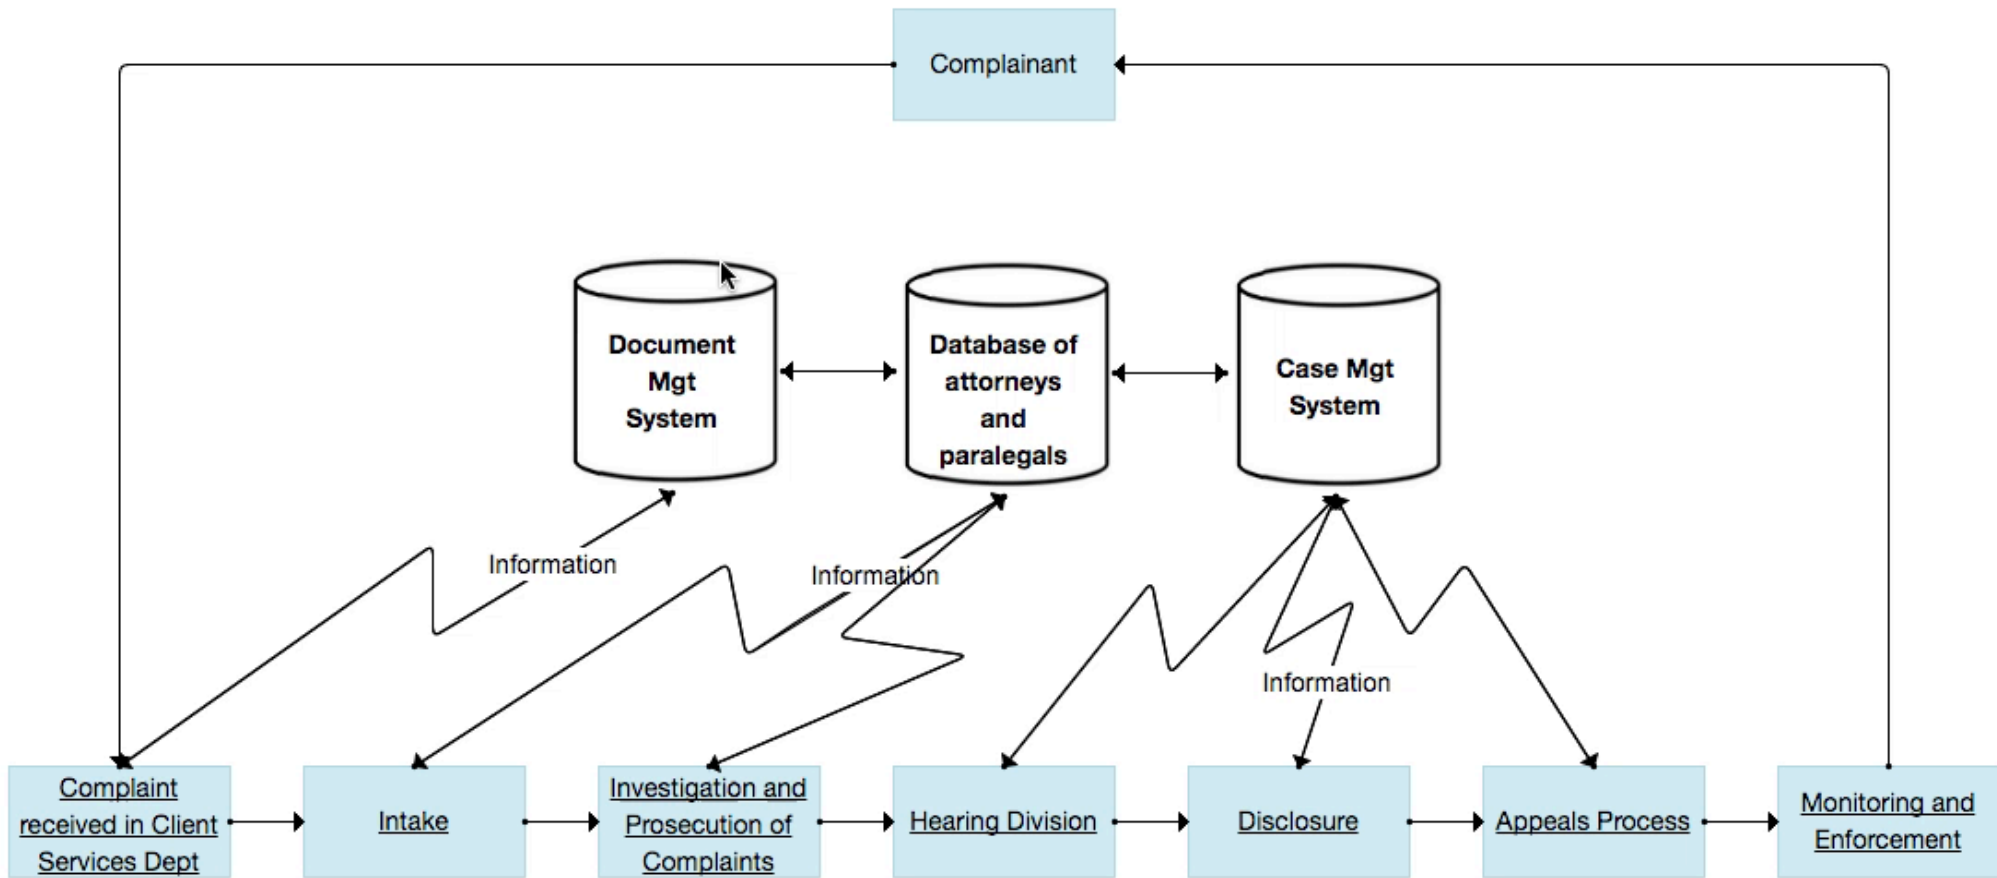 Complainant
Document
Mgt
System
Database of
attorneys
and
paralegals
Case Mgt
System
Information
Information
Information
Complaint
received in Client
Services Dept
Intake
Investigation and
Prosecution of
Complaints
Hearing Division
Disclosure
Appeals Process
Monitoring and
Enforcement